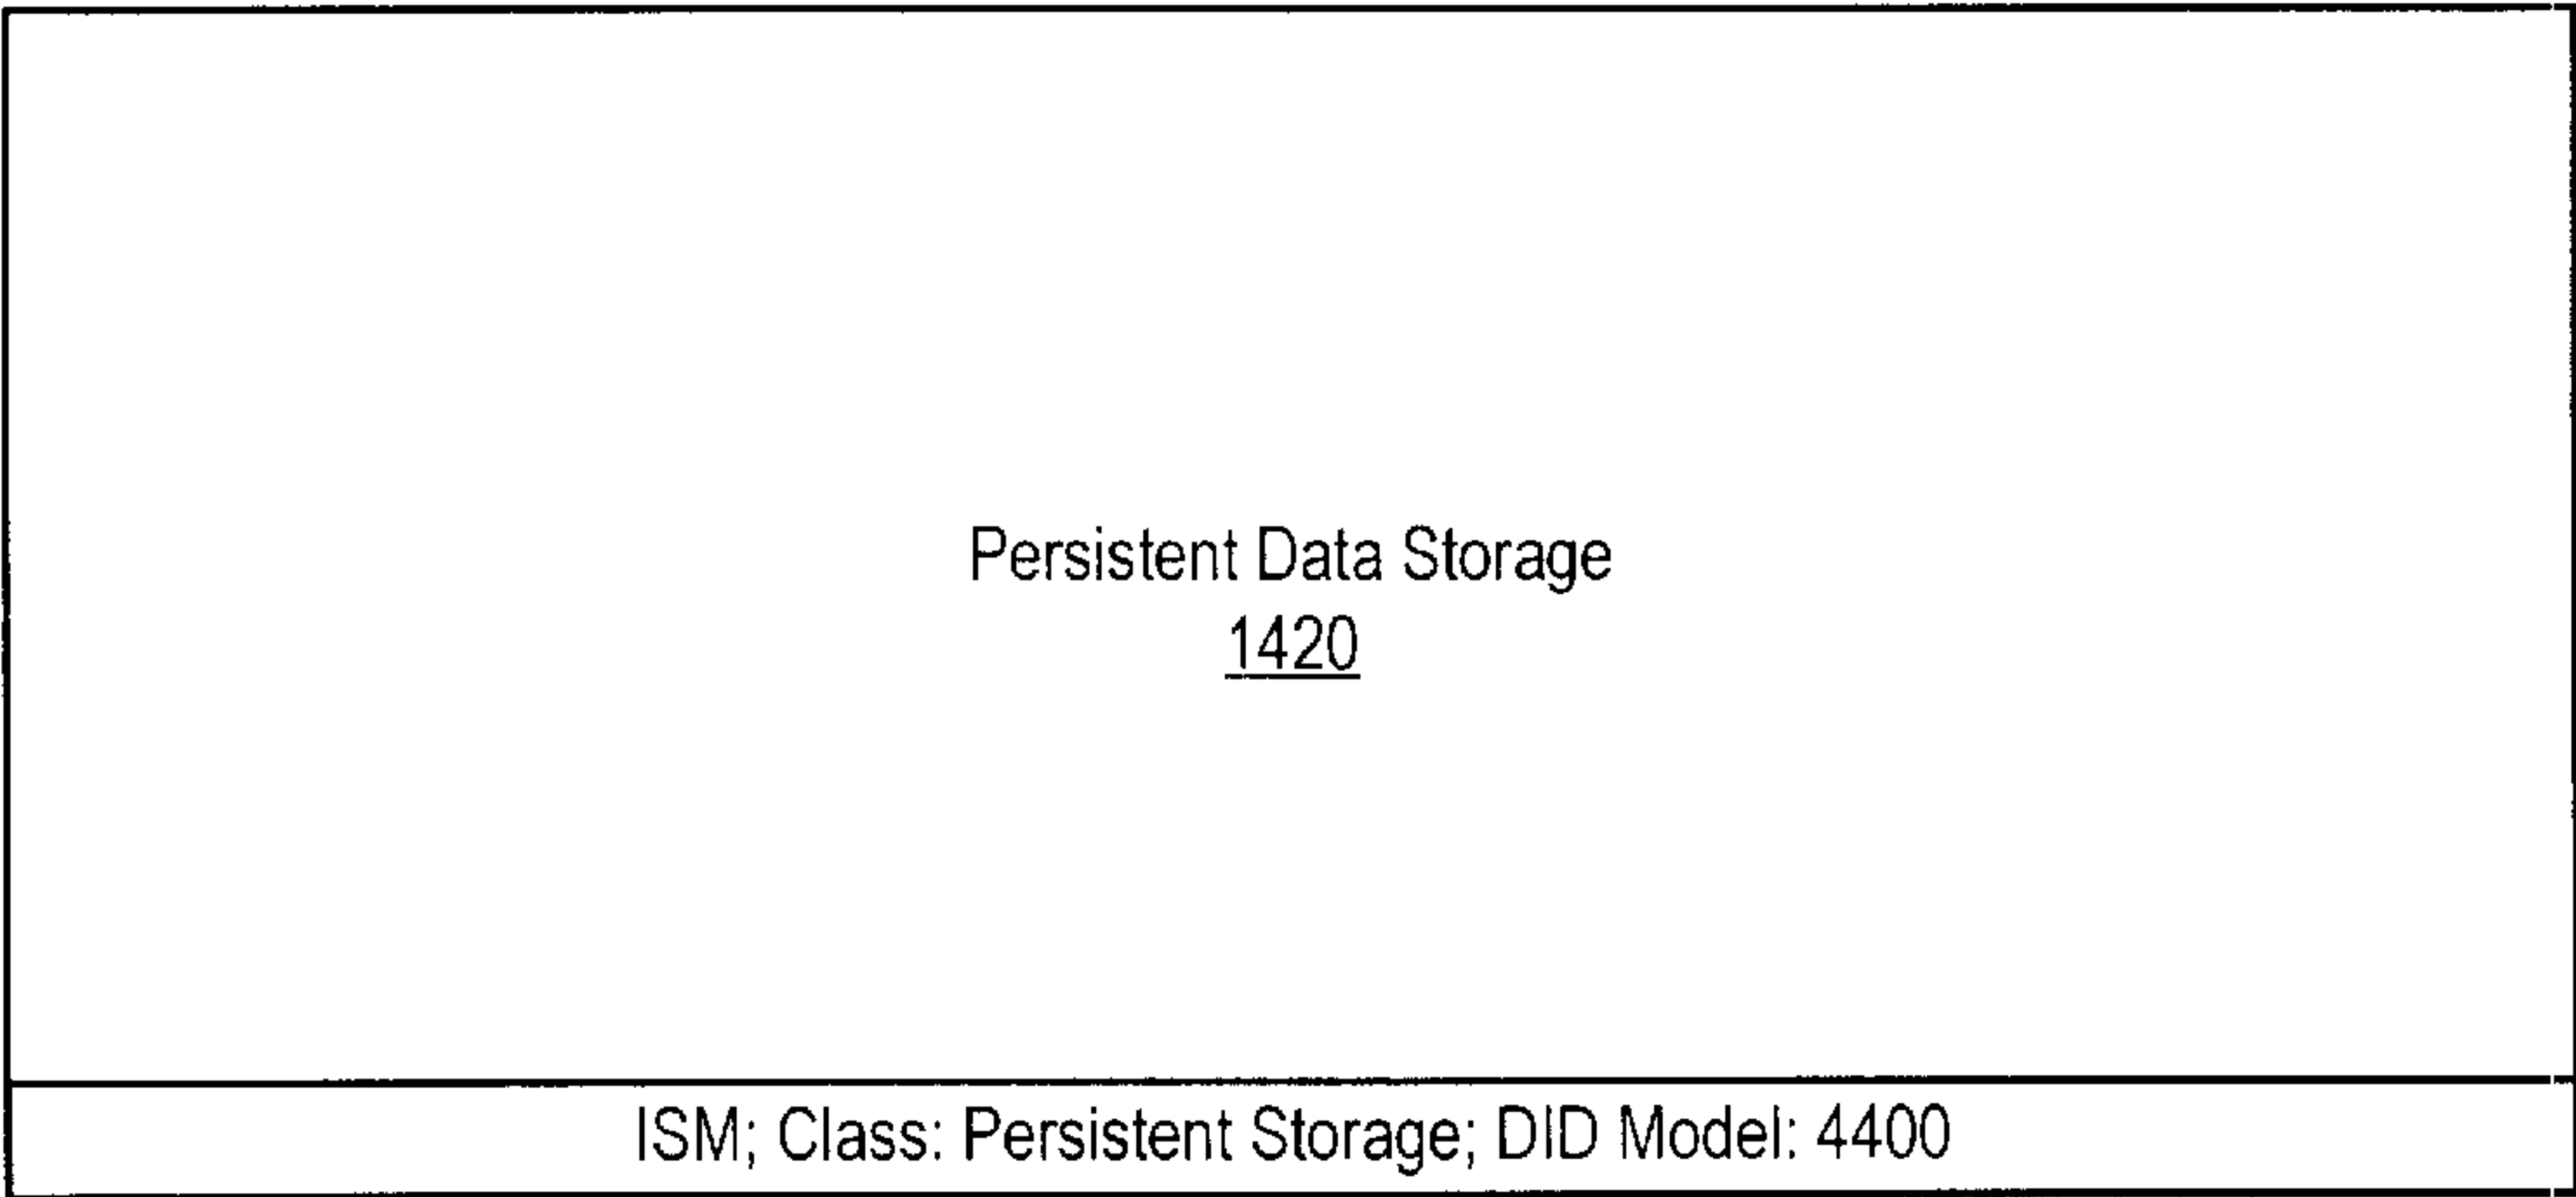 Persistent Data Storage
1420
ISM; Class: Persistent Storage; DID Model: 4400